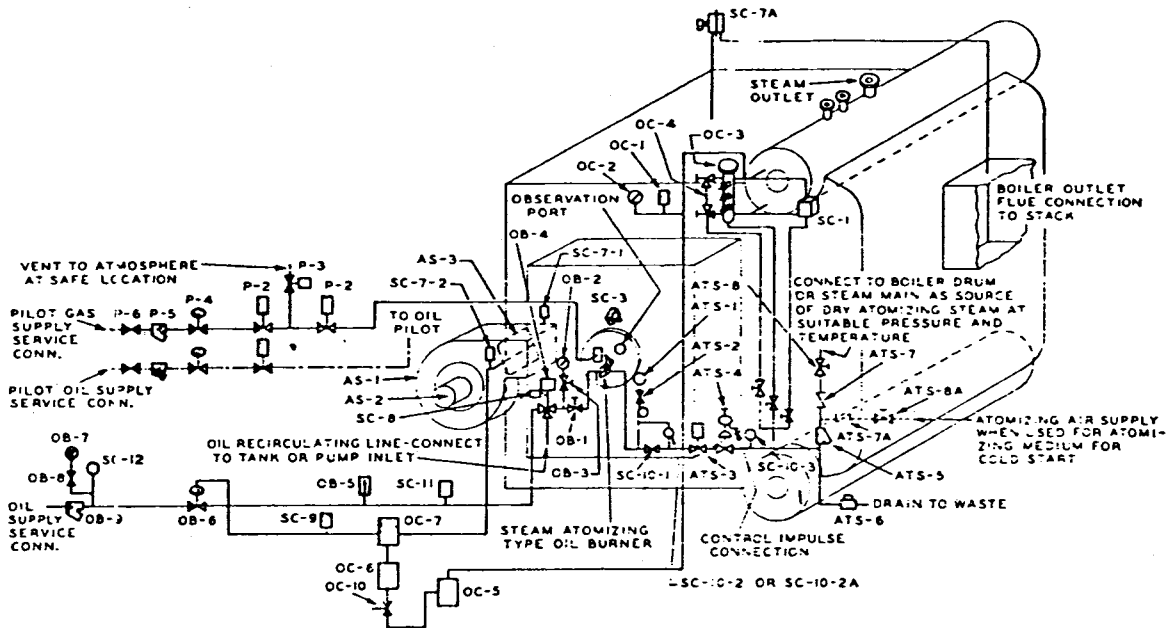 SC-7A
STEAM
OUTLET
OC-4
OC-3
OC-1
OC-2
OBSERVATION
PORT
OB-4
SC-1
BOILER OUTLET
FLUE CONNECTION
TO STACK
VENT TO ATMOSPHERE
AT SAFE LOCATION
P-3
AS-3
SC-7-2
SC-7-1
OB-2
SC-3
ATS-8
ATS-1
CONNECT TO BOILER DRUM
OR STEAM MAIN AS SOURCE
OF DRY ATOMIZING STEAM AT
SUITABLE PRESSURE AND
TEMPERATURE
P-6 P-5 P-4 P-2 P-2
PILOT GAS
SUPPLY
SERVICE
CONN.
TO OIL
PILOT
ATS-2
ATS-4
ATS-7
PILOT OIL SUPPLY
SERVICE CONN.
AS-1
AS-2
SC-8
ATS-8A
ATOMIZING AIR SUPPLY
WHEN USED FOR ATOMI-
ZING MEDIUM FOR
COLD START
ATS-7A
OIL RECIRCULATING LINE-CONNECT
TO TANK OR PUMP INLET
OB-1
OB-3
SC-10-1
ATS-3
SC-10-3
ATS-5
OB-7
SC-12
OB-8
OB-5
SC-11
OIL
SUPPLY
SERVICE
CONN.
OB-9
OB-6
SC-9
OC-7
STEAM ATOMIZING
TYPE OIL BURNER
DRAIN TO WASTE
ATS-6
CONTROL IMPULSE
CONNECTION
OC-6
OC-10
OC-5
SC-10-2 OR SC-10-2A